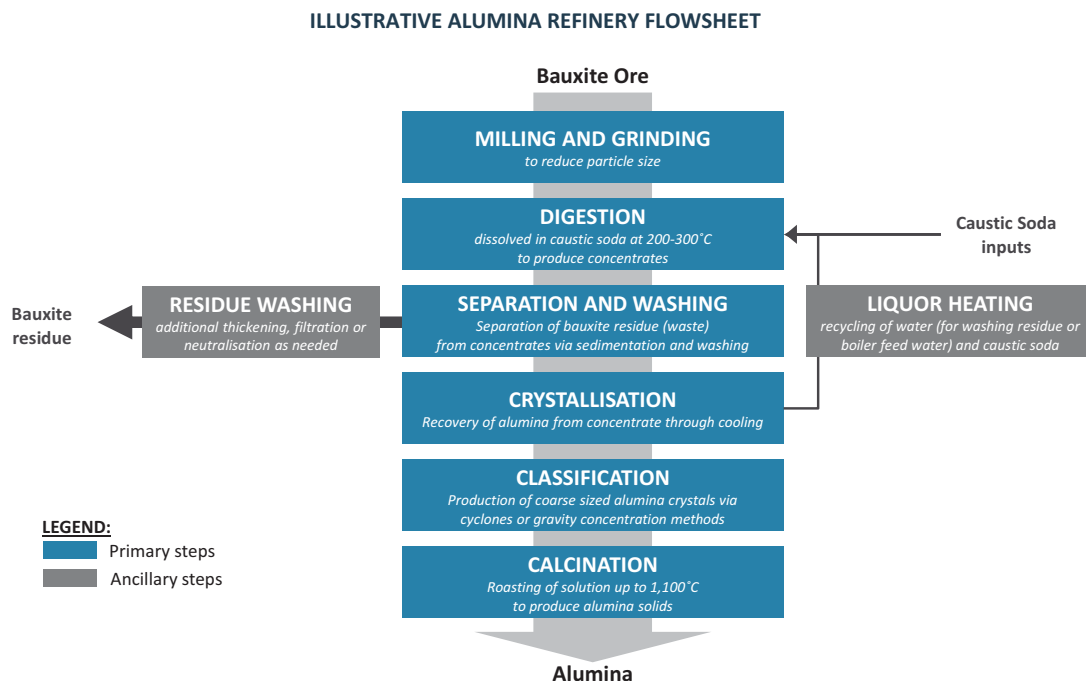 ILLUSTRATIVE ALUMINA REFINERY FLOWSHEET
Bauxite Ore
MILLING AND GRINDING
to reduce particle size
DIGESTION
dissolved in caustic soda at 200-300˚C
to produce concentrates
Caustic Soda
inputs
Bauxite
residue
RESIDUE WASHING
additional thickening, filtration or
neutralisation as needed
SEPARATION AND WASHING
Separation of bauxite residue (waste)
from concentrates via sedimentation and washing
LIQUOR HEATING
recycling of water (for washing residue or
boiler feed water) and caustic soda
CRYSTALLISATION
Recovery of alumina from concentrate through cooling
CLASSIFICATION
Production of coarse sized alumina crystals via
cyclones or gravity concentration methods
LEGEND:
Primary steps
Ancillary steps
CALCINATION
Roasting of solution up to 1,100˚C
to produce alumina solids
Alumina